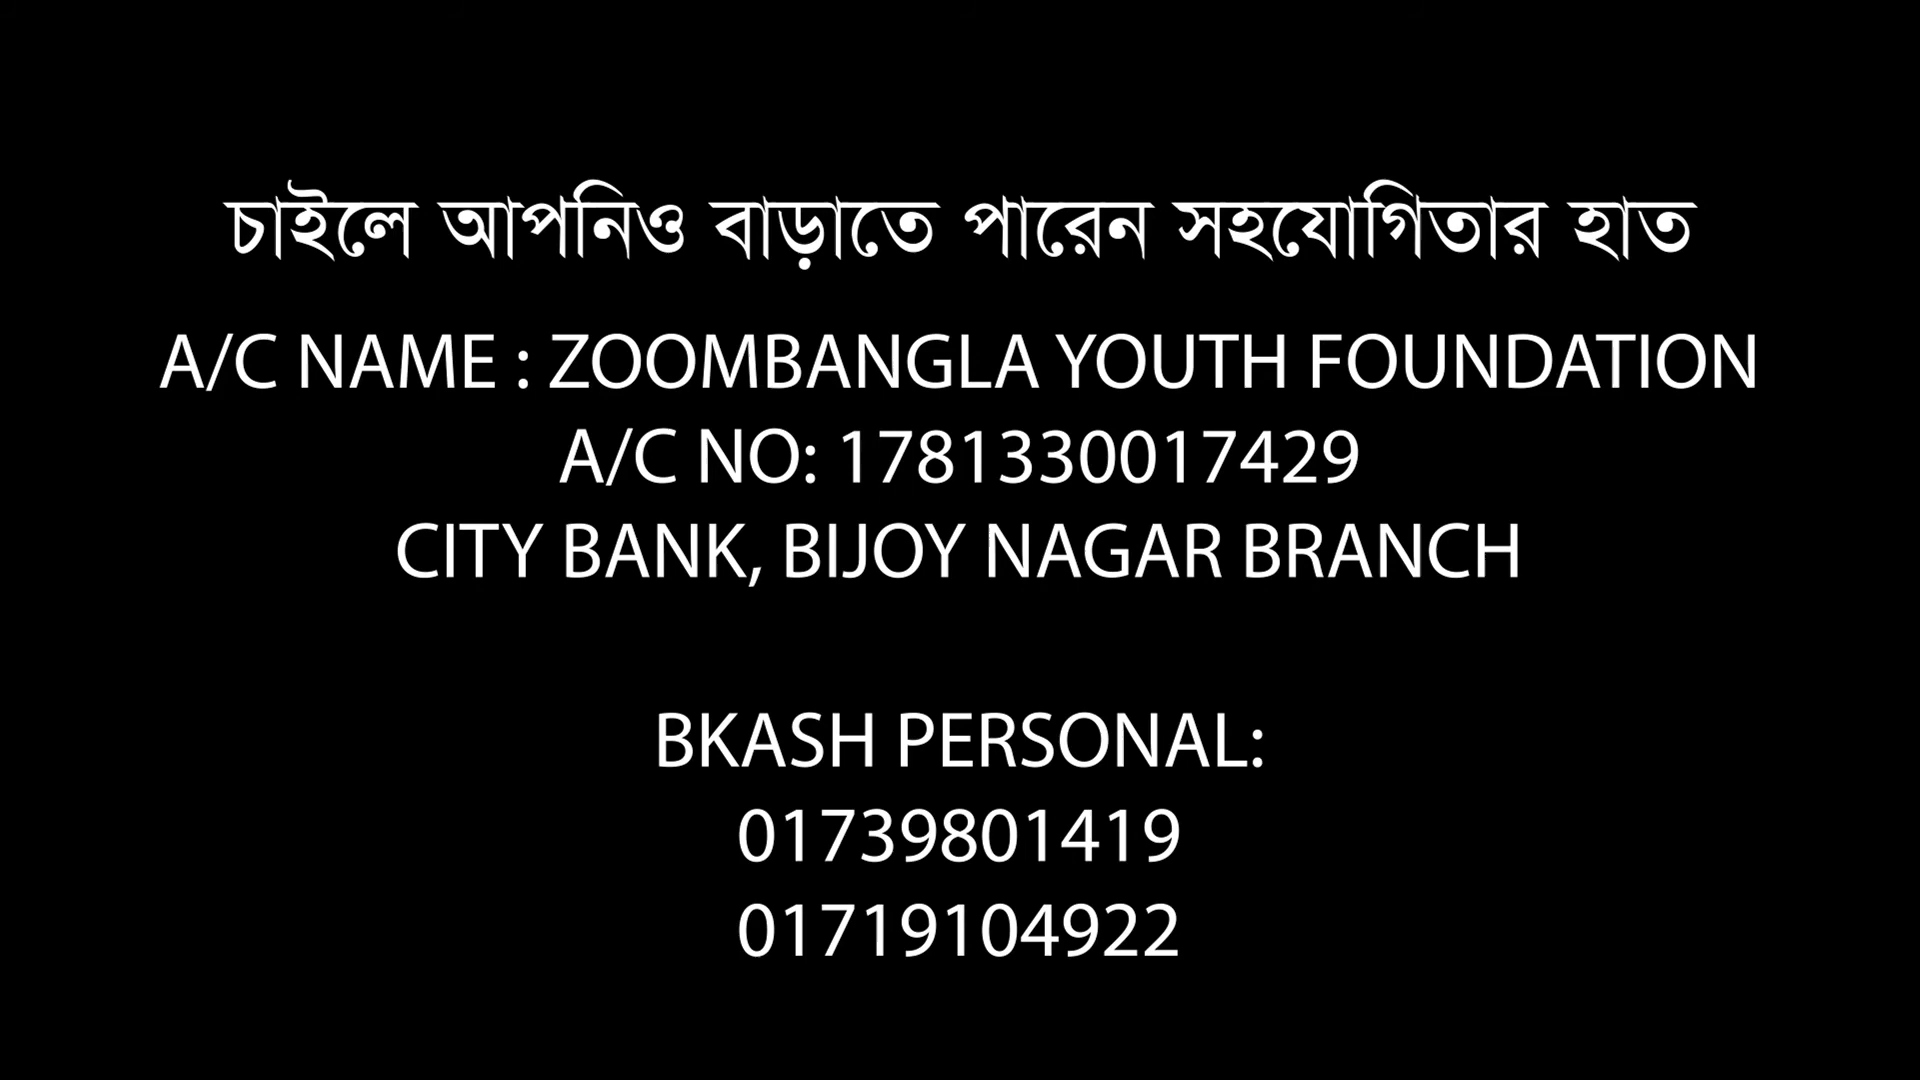 চাইলে আপনিও বাড়াতে পারেন সহযোগিতার হাত
A/C NAME : ZOOMBANGLA YOUTH FOUNDATION
A/C NO: 1781330017429
CITY BANK, BIJOY NAGAR BRANCH
BKASH PERSONAL:
01739801419
01719104922